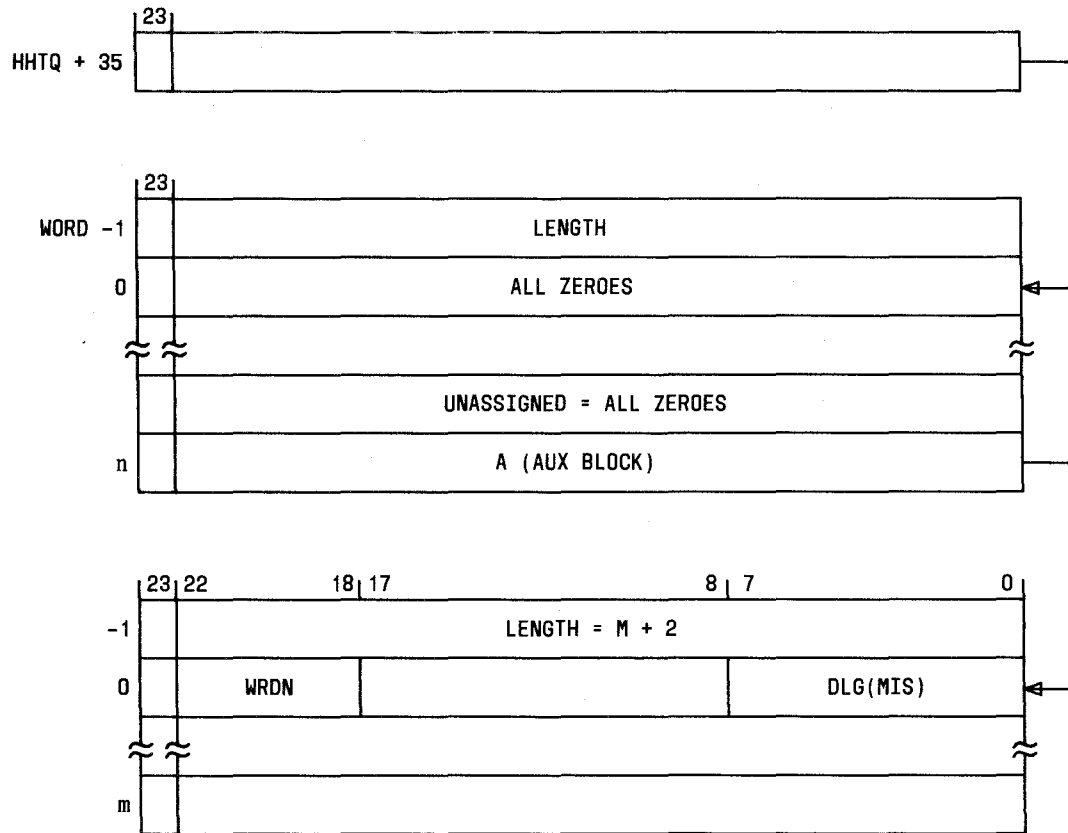 23
HHTQ + 35
23
WORD -1 LENGTH
0 ALL ZEROES
UNASSIGNED = ALL ZEROES
n A (AUX BLOCK)
23 22 18 17 8 7 0
-1 LENGTH = M + 2
0 WRDN DLG(MIS)
m